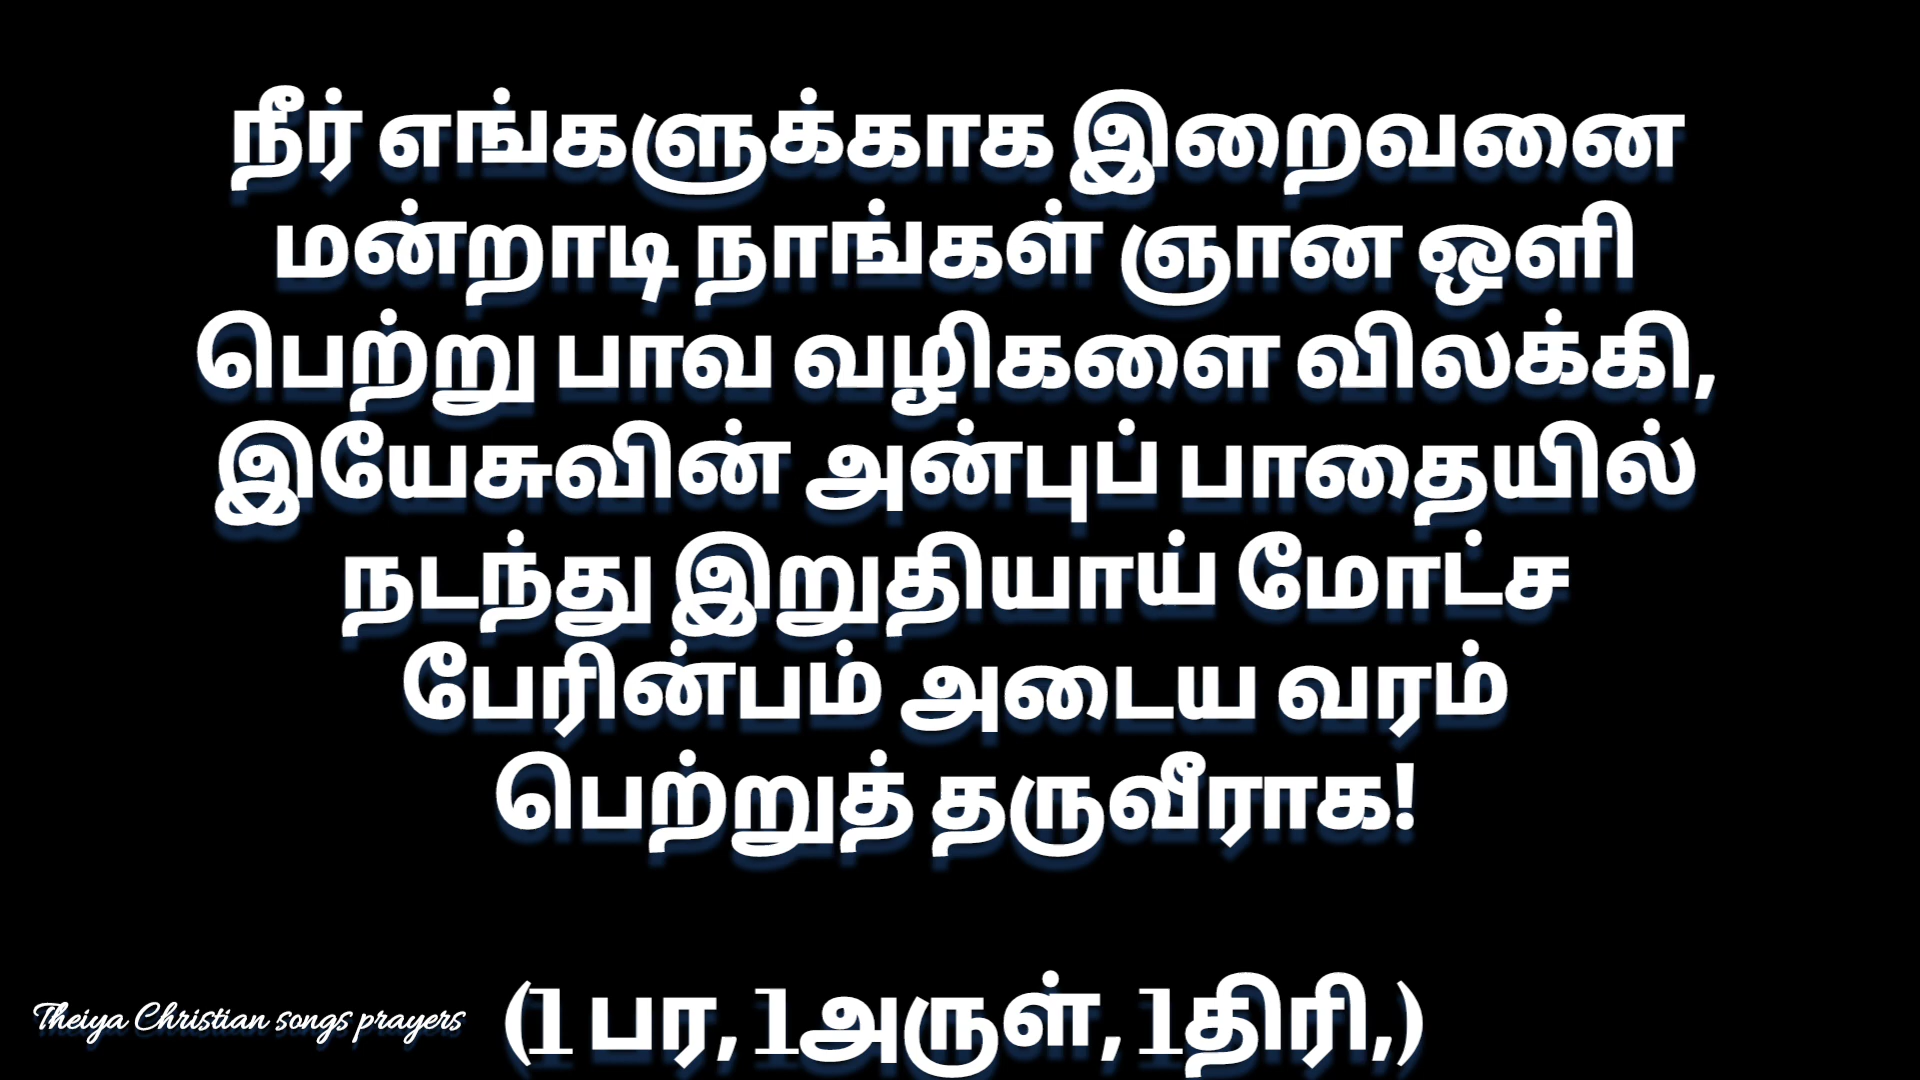 நீர் எங்களுக்காக இறைவனை
மன்றாடி நாங்கள் ஞான ஒளி
பெற்று பாவ வழிகளை விலக்கி,
இயேசுவின் அன்புப் பாதையில்
நடந்து இறுதியாய் மோட்ச
பேரின்பம் அடைய வரம்
பெற்றுத் தருவீராக!
(1 பர, 1அருள், 1திரி,)
Theiya Christian songs prayers